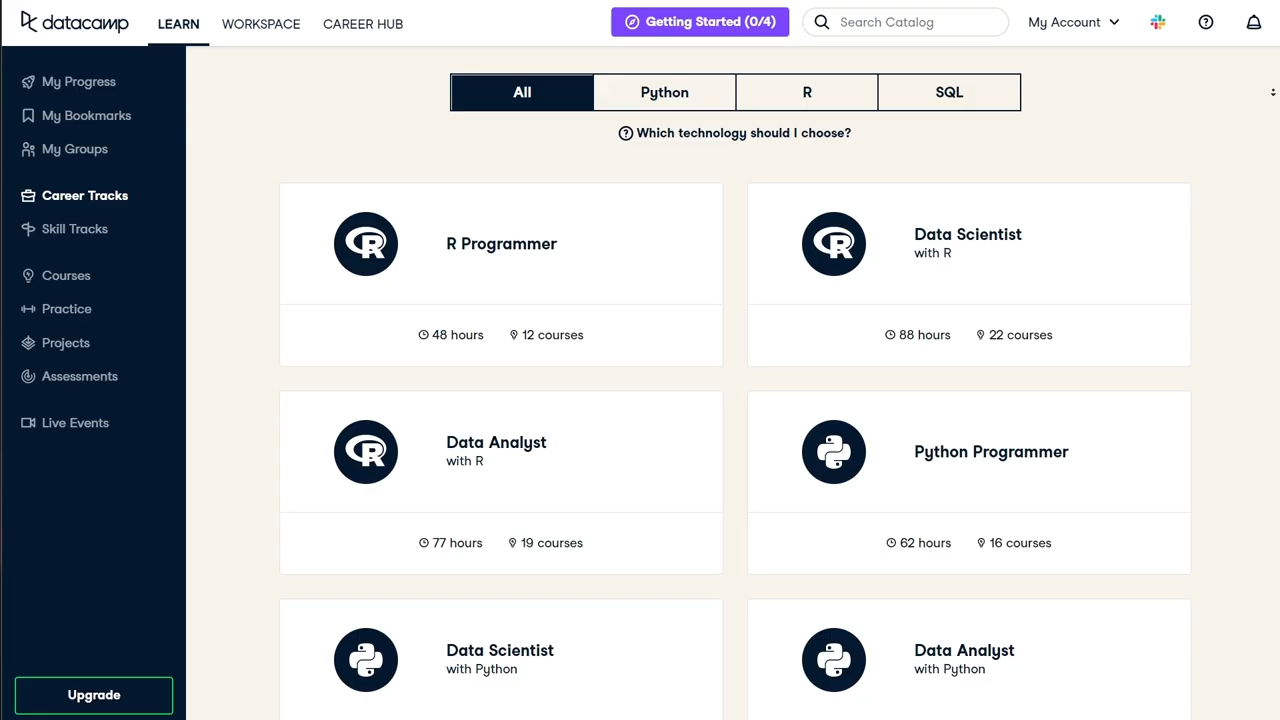 datacamp
LEARN
WORKSPACE
CAREER HUB
Getting Started (0/4)
Search Catalog
My Account
My Progress
My Bookmarks
My Groups
Career Tracks
Skill Tracks
Courses
Practice
Projects
Assessments
Live Events
Upgrade
All
Python
R
SQL
Which technology should I choose?
R Programmer
48 hours
12 courses
Data Scientist
with R
88 hours
22 courses
Data Analyst
with R
77 hours
19 courses
Python Programmer
62 hours
16 courses
Data Scientist
with Python
Data Analyst
with Python